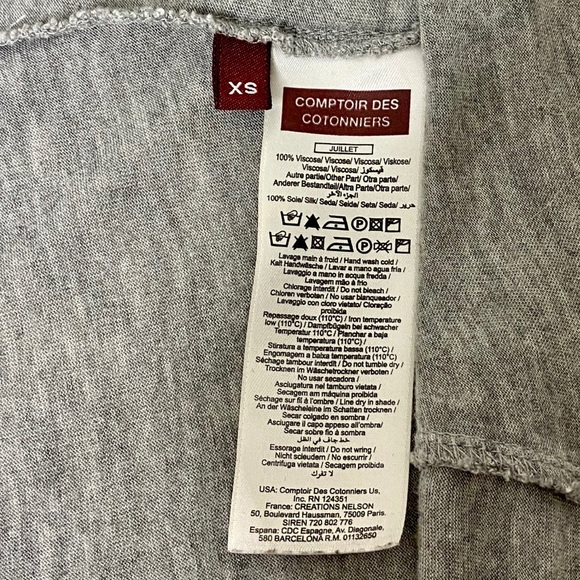 XS
COMPTOIR DES
COTONNIERS
JUILLET
100% Viscose/ Viscose/ Viscosa/ Viskose/
Viscosa/ Viscosa/ فيسكوز
Autre partie/Other Part/ Otra parte/
Anderer Bestandteil/Altra Parte/Outra parte/
الجزء الآخر
100% Soie/ Silk/ Seda/ Seide/ Seta/ Seda/ حرير
Lavage main à froid / Hand wash cold /
Kalt Handwäsche / Lavar a mano agua fria /
Lavaggio a mano in acqua fredda /
Lavagem mão à frio /
Chlorage interdit / Do not bleach /
Chloren verboten / No usar blanqueador /
Lavaggio con cloro vietato/ Cloração
proibida
Repassage doux (110°C) / Iron temperature
low (110°C) / Dampfbügeln bei schwacher
Temperatur 110°C / Planchar a baja
temperatura (110°C) /
Stiratura a temperatura bassa (110°C) /
Engomagem a baixa temperatura (110°C) /
Séchage tambour interdit / Do not tumble dry /
Trocknen im Wäschetrockner verboten /
No usar secadora /
Asciugatura nel tamburo vietata /
Secagem am máquina proibida
Séchage sur fil à l'ombre / Line dry in shade /
An der Wäscheleine im Schatten trocknen /
Secar colgado en sombra /
Asciugare il capo appeso all'ombra/
Secar sobre fio à sombra
خط جاف في الظل
Essorage interdit / Do not wring /
Nicht schleudern / No escurrir /
Centrifuga vietata / Secagem proibida
لا تفرك
USA: Comptoir Des Cotonniers Us,
Inc. RN 124351
France: CREATIONS NELSON
50, Boulevard Haussman, 75009 Paris.
SIREN 720 802 776
Espana: CDC Espagne, Av. Diagonale,
580 BARCELONA R.M. 01132650